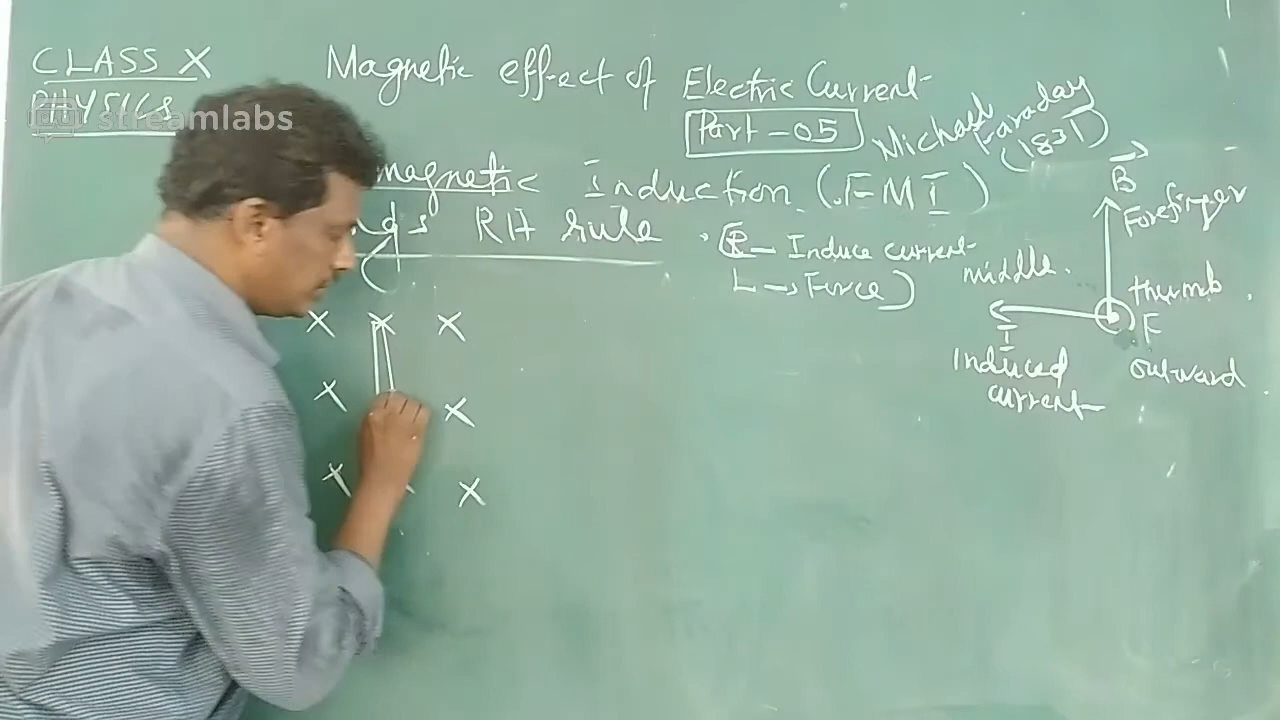 CLASS X
PHYSICS
streamlabs
Magnetic effect of Electric Current
Part - 05
Michael Faraday
(1831)
magnetic Induction (EMI)
RH rule
Induce current
L → Force)
B
Forefinger
middle.
thumb.
F
outward
I
Induced
current
X X X
X X
X X